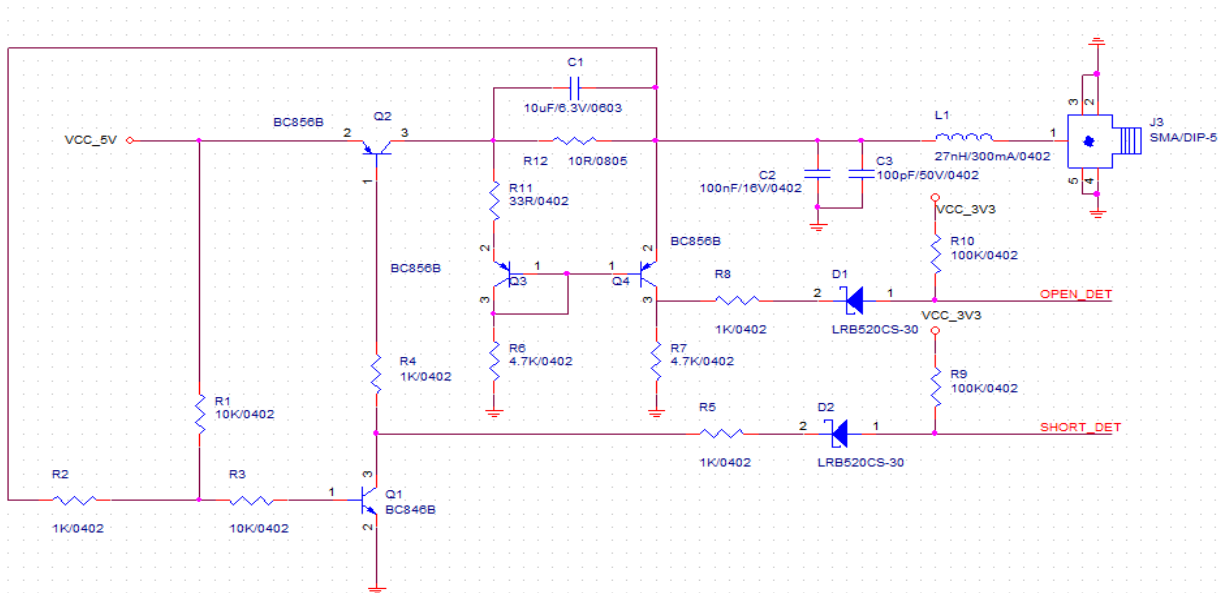 C1
10uF/6.3V/0603
VCC_5V
BC856B
Q2
2
3
1
R12
10R/0805
R11
33R/0402
L1
27nH/300mA/0402
1
3
2
5
4
J3
SMA/DIP-5
C2
100nF/16V/0402
C3
100pF/50V/0402
VCC_3V3
R10
100K/0402
BC856B
BC856B
2
1
Q3
3
1
2
Q4
3
R8
1K/0402
2
D1
1
LRB520CS-30
OPEN_DET
VCC_3V3
R6
4.7K/0402
R7
4.7K/0402
R4
1K/0402
R9
100K/0402
R1
10K/0402
R5
1K/0402
2
D2
1
LRB520CS-30
SHORT_DET
R2
1K/0402
R3
10K/0402
1
3
Q1
BC846B
2